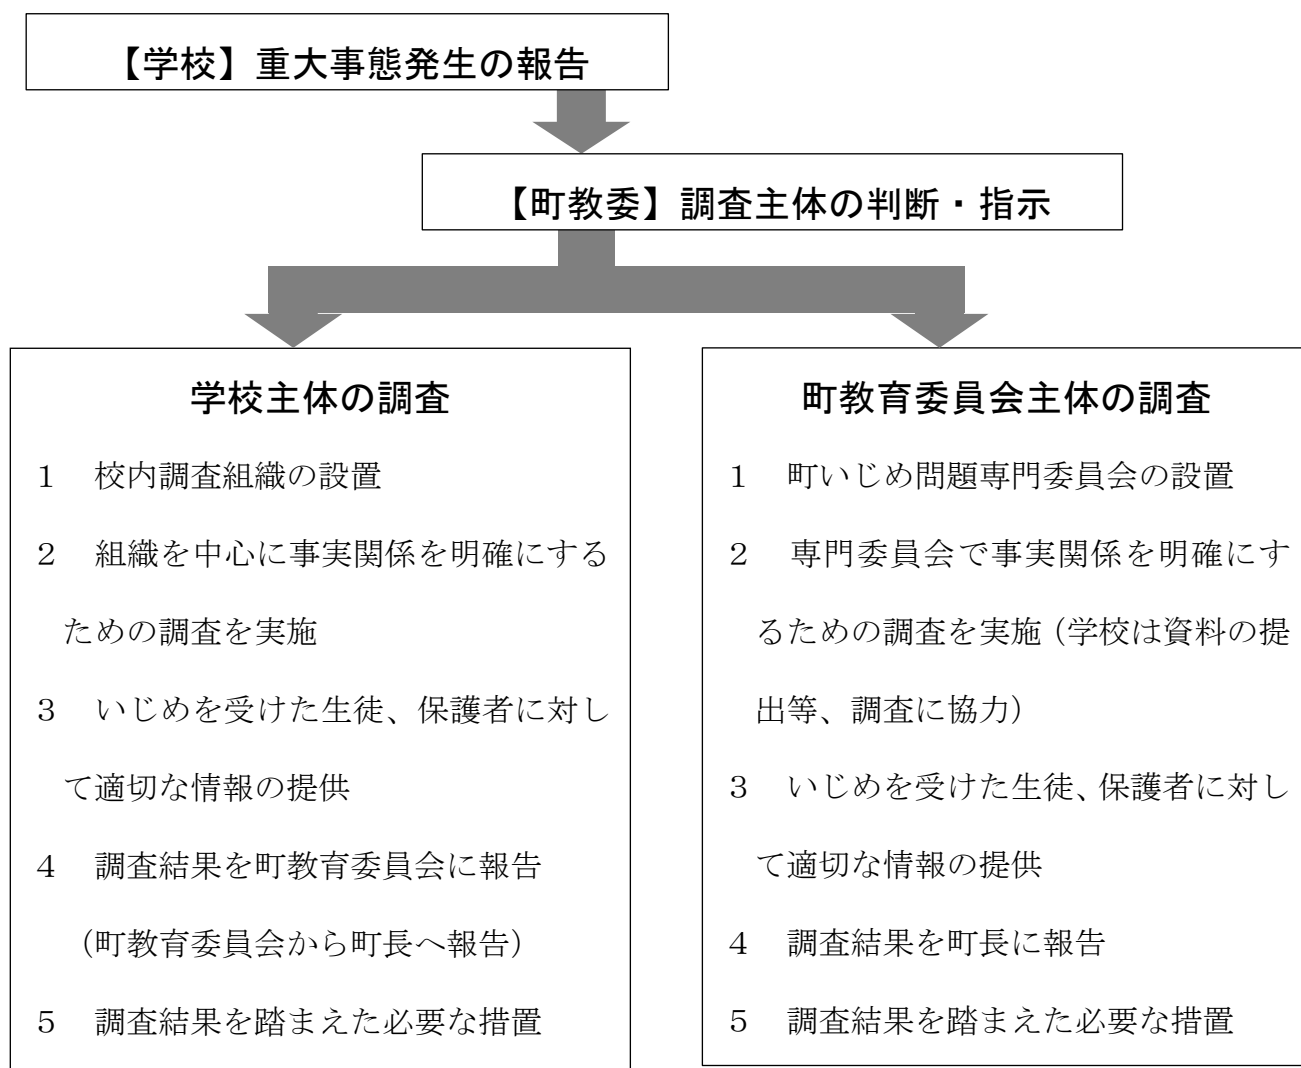 【学校】重大事態発生の報告
【町教委】調査主体の判断・指示
学校主体の調査
１　校内調査組織の設置
２　組織を中心に事実関係を明確にする
ための調査を実施
３　いじめを受けた生徒、保護者に対し
て適切な情報の提供
４　調査結果を町教育委員会に報告
（町教育委員会から町長へ報告）
５　調査結果を踏まえた必要な措置
町教育委員会主体の調査
１　町いじめ問題専門委員会の設置
２　専門委員会で事実関係を明確にす
るための調査を実施（学校は資料の提
出等、調査に協力）
３　いじめを受けた生徒、保護者に対し
て適切な情報の提供
４　調査結果を町長に報告
５　調査結果を踏まえた必要な措置